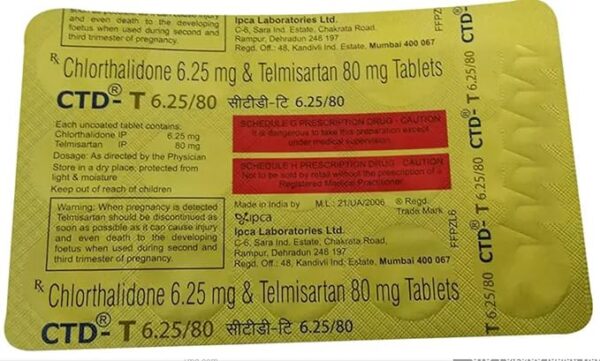 and even death to the developing
foetus when used during second and
third trimester of pregnancy.
Ipca Laboratories Ltd.
C-6, Sara Ind. Estate, Chakrata Road,
Rampur, Dehradun 248 197
Regd. Off.: 48, Kandivli Ind. Estate, Mumbai 400 067
FFPZL6
Rx Chlorthalidone 6.25 mg & Telmisartan 80 mg Tablets
CTD®-T 6.25/80 सीटीडी-टि 6.25/80
Each uncoated tablet contains:
Chlorthalidone IP 6.25 mg
Telmisartan IP 80 mg
Dosage: As directed by the Physician
Store in a dry place, protected from
light & moisture
Keep out of reach of children
SCHEDULE G PRESCRIPTION DRUG - CAUTION
It is dangerous to take this preparation except
under medical supervision
SCHEDULE H PRESCRIPTION DRUG - CAUTION
Not to be sold by retail without the prescription of a
Registered Medical Practitioner
Warning: When pregnancy is detected
Telmisartan should be discontinued as
soon as possible as it can cause injury
and even death to the developing
foetus when used during second and
third trimester of pregnancy.
Made in India by M.L.: 21/UA/2006 ® Regd. Trade Mark
ipca
Ipca Laboratories Ltd.
C-6, Sara Ind. Estate, Chakrata Road,
Rampur, Dehradun 248 197
Regd. Off.: 48, Kandivli Ind. Estate, Mumbai 400 067
FFPZL6
CTD®-T 6.25/80
CTD®-T 6.25/80
Rx Chlorthalidone 6.25 mg & Telmisartan 80 mg Tablets
CTD®-T 6.25/80 सीटीडी-टि 6.25/80